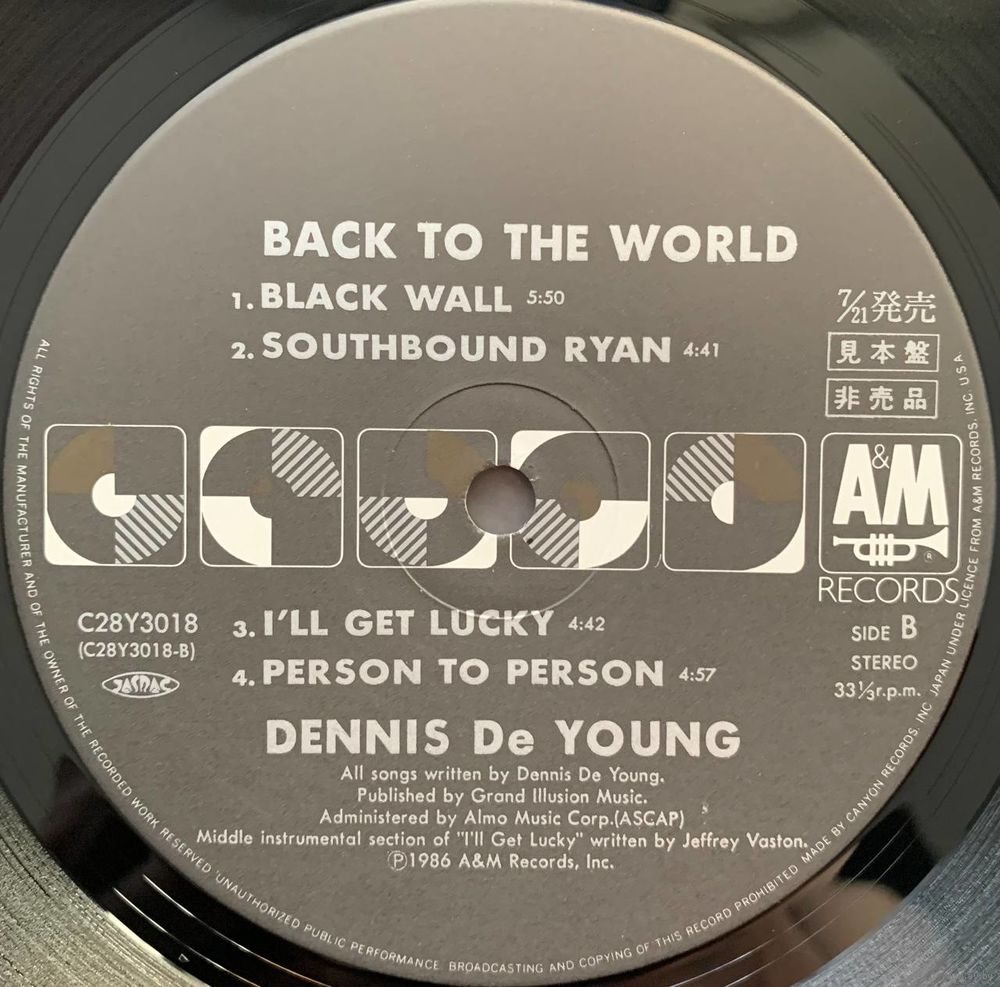 BACK TO THE WORLD
1. BLACK WALL 5:50
2. SOUTHBOUND RYAN 4:41
7/21発売
見本盤
非売品
A&M
®
RECORDS
C28Y3018
(C28Y3018-B)
JASRAC
3. I'LL GET LUCKY 4:42
4. PERSON TO PERSON 4:57
SIDE B
STEREO
33⅓r.p.m.
DENNIS De YOUNG
All songs written by Dennis De Young.
Published by Grand Illusion Music.
Administered by Almo Music Corp.(ASCAP)
Middle instrumental section of "I'll Get Lucky" written by Jeffrey Vaston.
Ⓟ1986 A&M Records, Inc.
ALL RIGHTS OF THE MANUFACTURER AND OF THE OWNER OF THE RECORDED WORK RESERVED UNAUTHORIZED PUBLIC PERFORMANCE. BROADCASTING AND COPYING OF THIS RECORD PROHIBITED MADE BY CANYON RECORDS. INC JAPAN UNDER LICENCE FROM A&M RECORDS. INC. USA